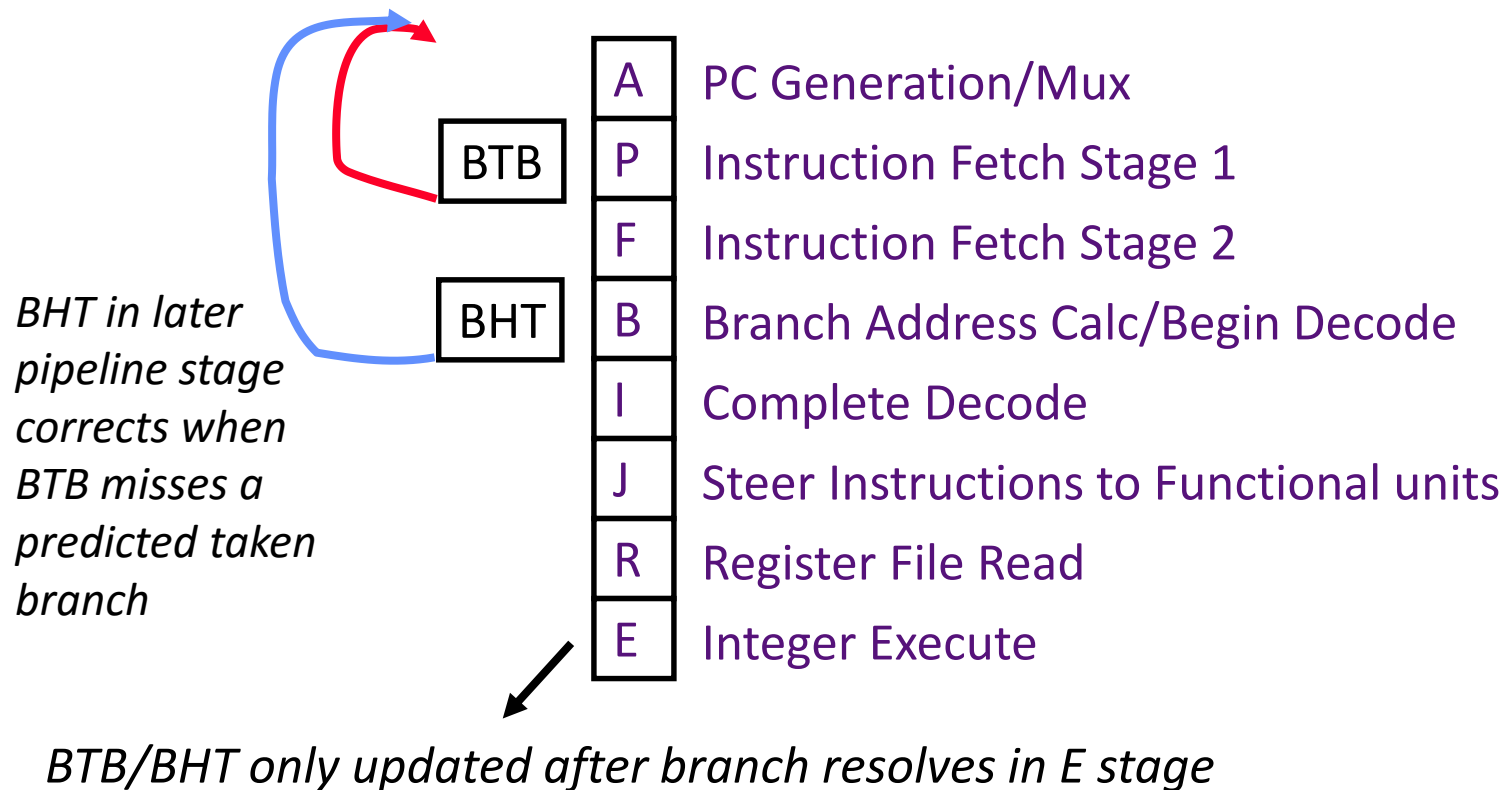 A PC Generation/Mux
BTB P Instruction Fetch Stage 1
F Instruction Fetch Stage 2
BHT B Branch Address Calc/Begin Decode
I Complete Decode
J Steer Instructions to Functional units
R Register File Read
E Integer Execute
BHT in later
pipeline stage
corrects when
BTB misses a
predicted taken
branch
BTB/BHT only updated after branch resolves in E stage